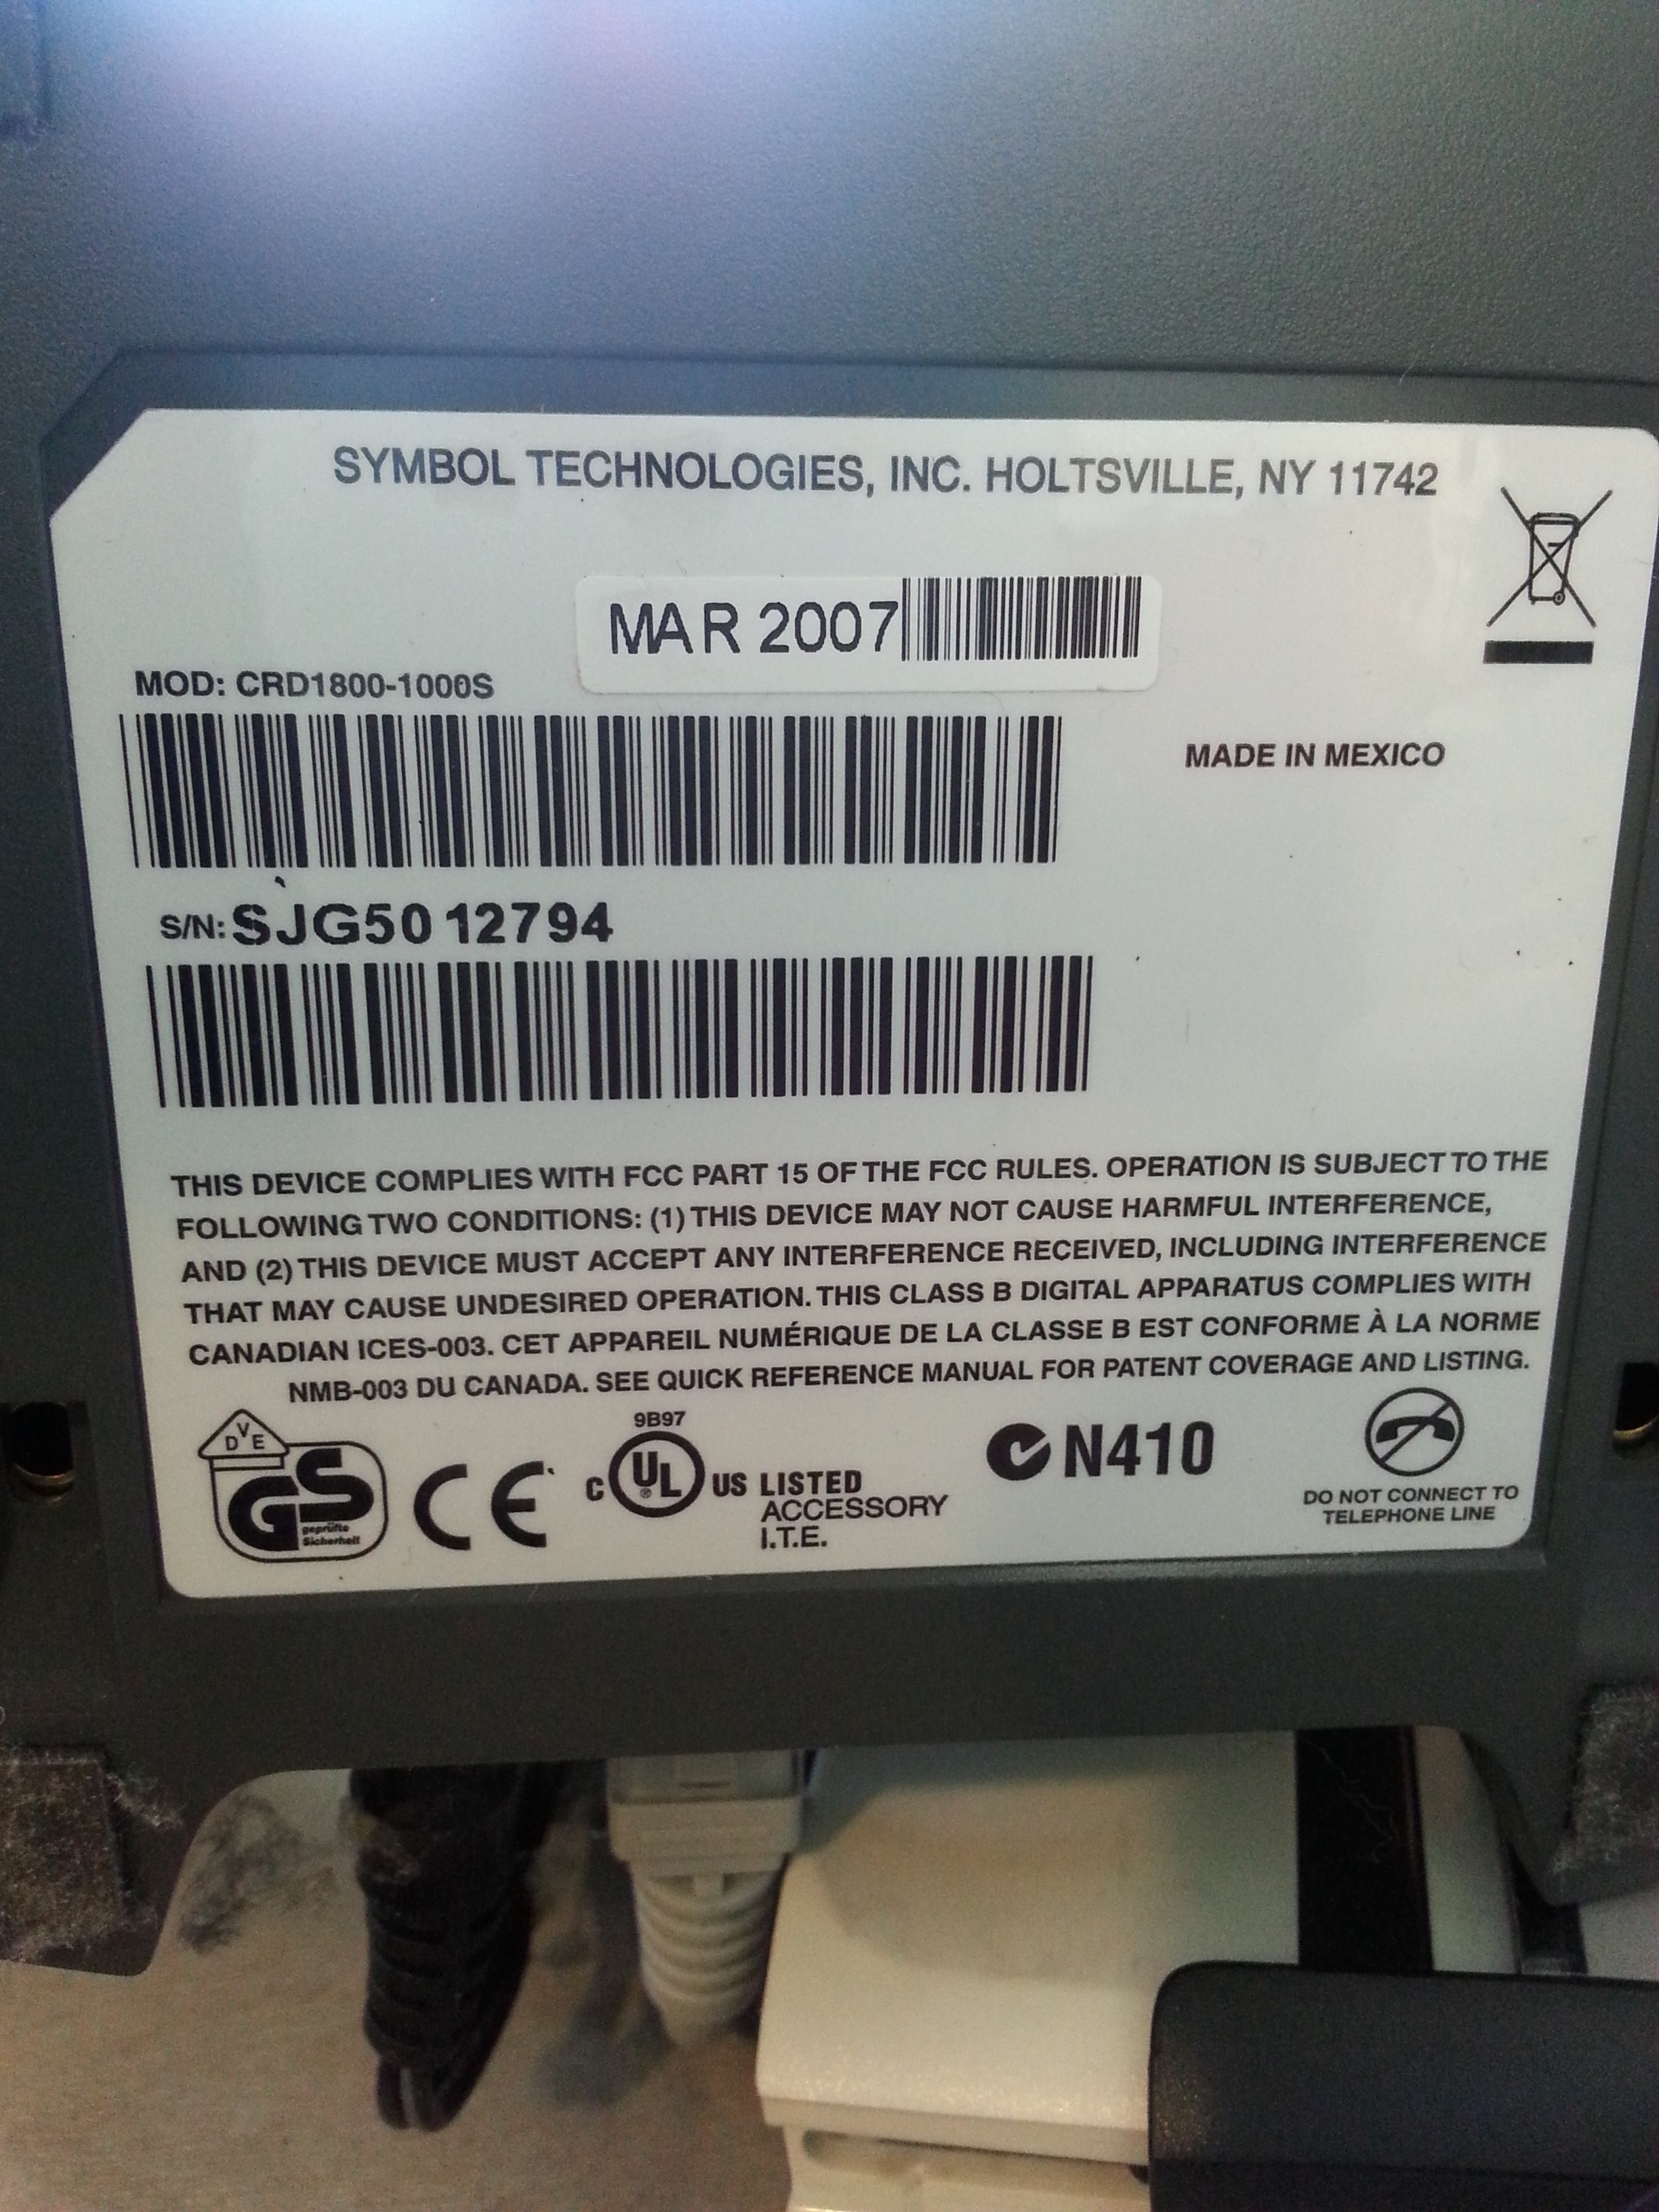 SYMBOL TECHNOLOGIES, INC. HOLTSVILLE, NY 11742
MAR 2007
MOD: CRD1800-1000S
MADE IN MEXICO
S/N: SJG5012794
THIS DEVICE COMPLIES WITH FCC PART 15 OF THE FCC RULES. OPERATION IS SUBJECT TO THE
FOLLOWING TWO CONDITIONS: (1) THIS DEVICE MAY NOT CAUSE HARMFUL INTERFERENCE,
AND (2) THIS DEVICE MUST ACCEPT ANY INTERFERENCE RECEIVED, INCLUDING INTERFERENCE
THAT MAY CAUSE UNDESIRED OPERATION. THIS CLASS B DIGITAL APPARATUS COMPLIES WITH
CANADIAN ICES-003. CET APPAREIL NUMÉRIQUE DE LA CLASSE B EST CONFORME À LA NORME
NMB-003 DU CANADA. SEE QUICK REFERENCE MANUAL FOR PATENT COVERAGE AND LISTING.
DVE
GS
geprüfte
Sicherheit
CE
9B97
C UL® US LISTED
ACCESSORY
I.T.E.
N410
DO NOT CONNECT TO
TELEPHONE LINE